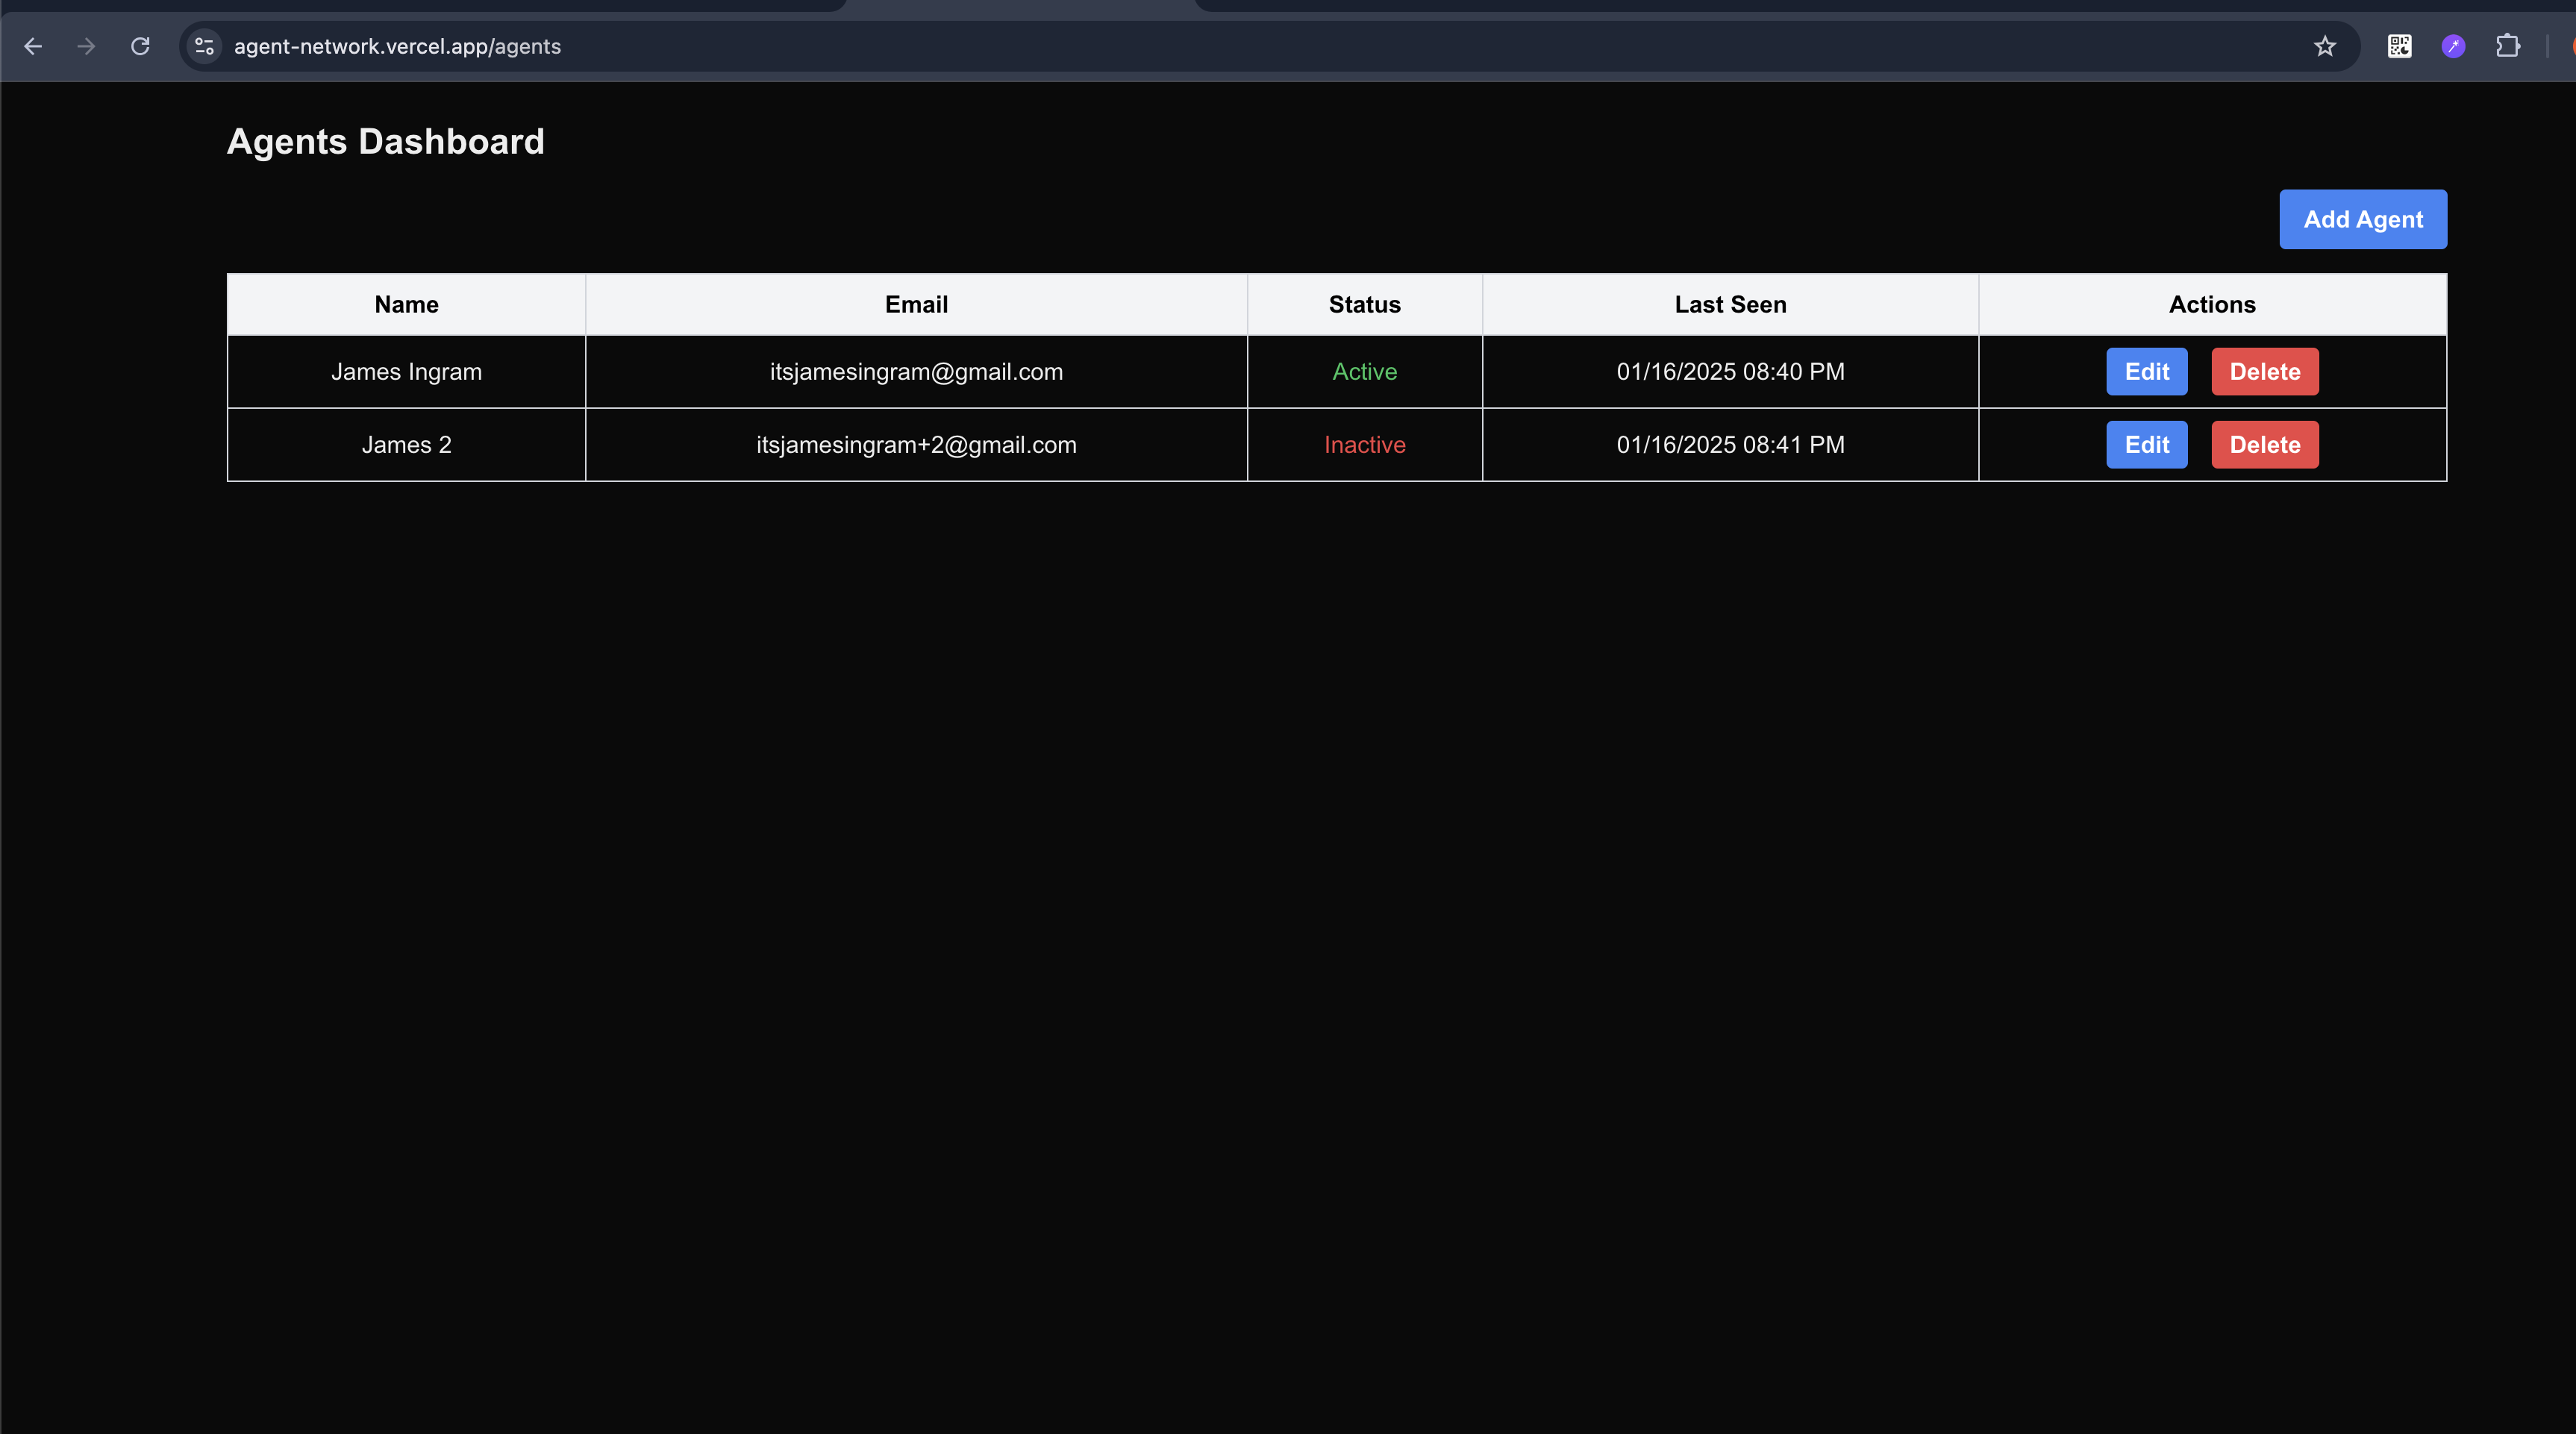 agent-network.vercel.app/agents
Agents Dashboard
Add Agent
Name Email Status Last Seen Actions
James Ingram itsjamesingram@gmail.com Active 01/16/2025 08:40 PM Edit Delete
James 2 itsjamesingram+2@gmail.com Inactive 01/16/2025 08:41 PM Edit Delete